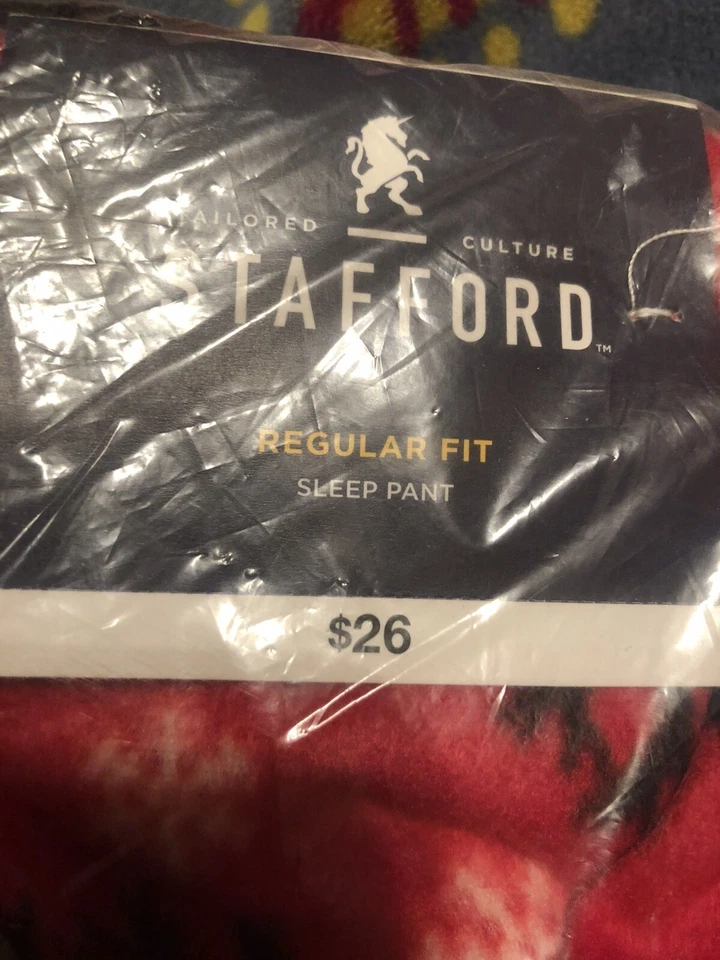 TAILORED CULTURE
STAFFORD™
REGULAR FIT
SLEEP PANT
$26